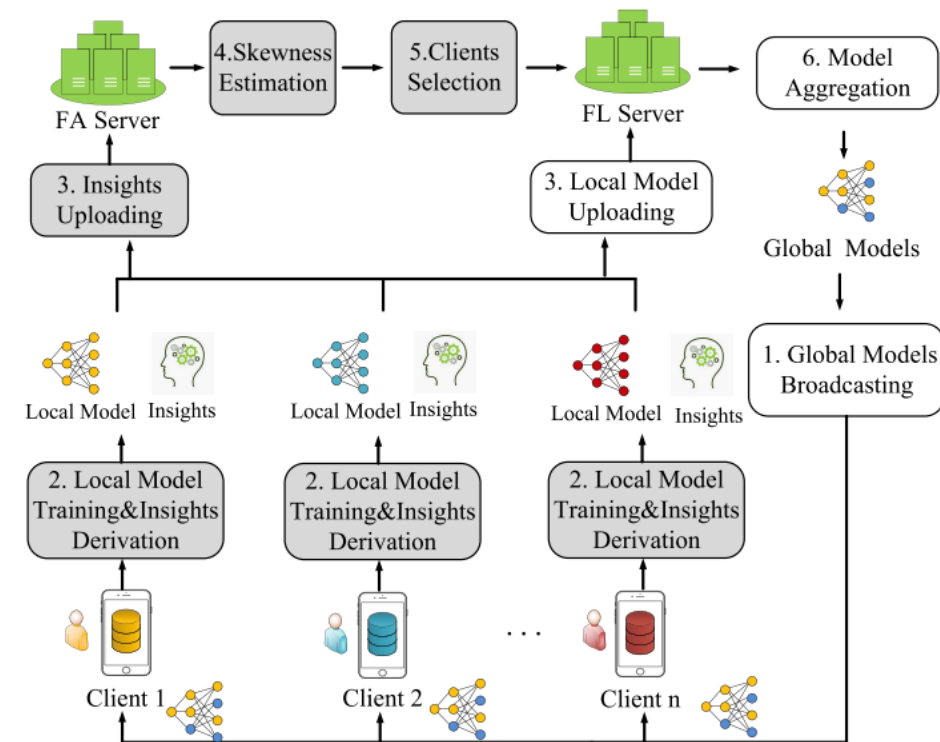 4.Skewness
Estimation
5.Clients
Selection
6. Model
Aggregation
FA Server
FL Server
3. Insights
Uploading
3. Local Model
Uploading
Global Models
1. Global Models
Broadcasting
Local Model
Insights
Local Model
Insights
Local Model
Insights
2. Local Model
Training&Insights
Derivation
2. Local Model
Training&Insights
Derivation
2. Local Model
Training&Insights
Derivation
. . .
Client 1
Client 2
Client n